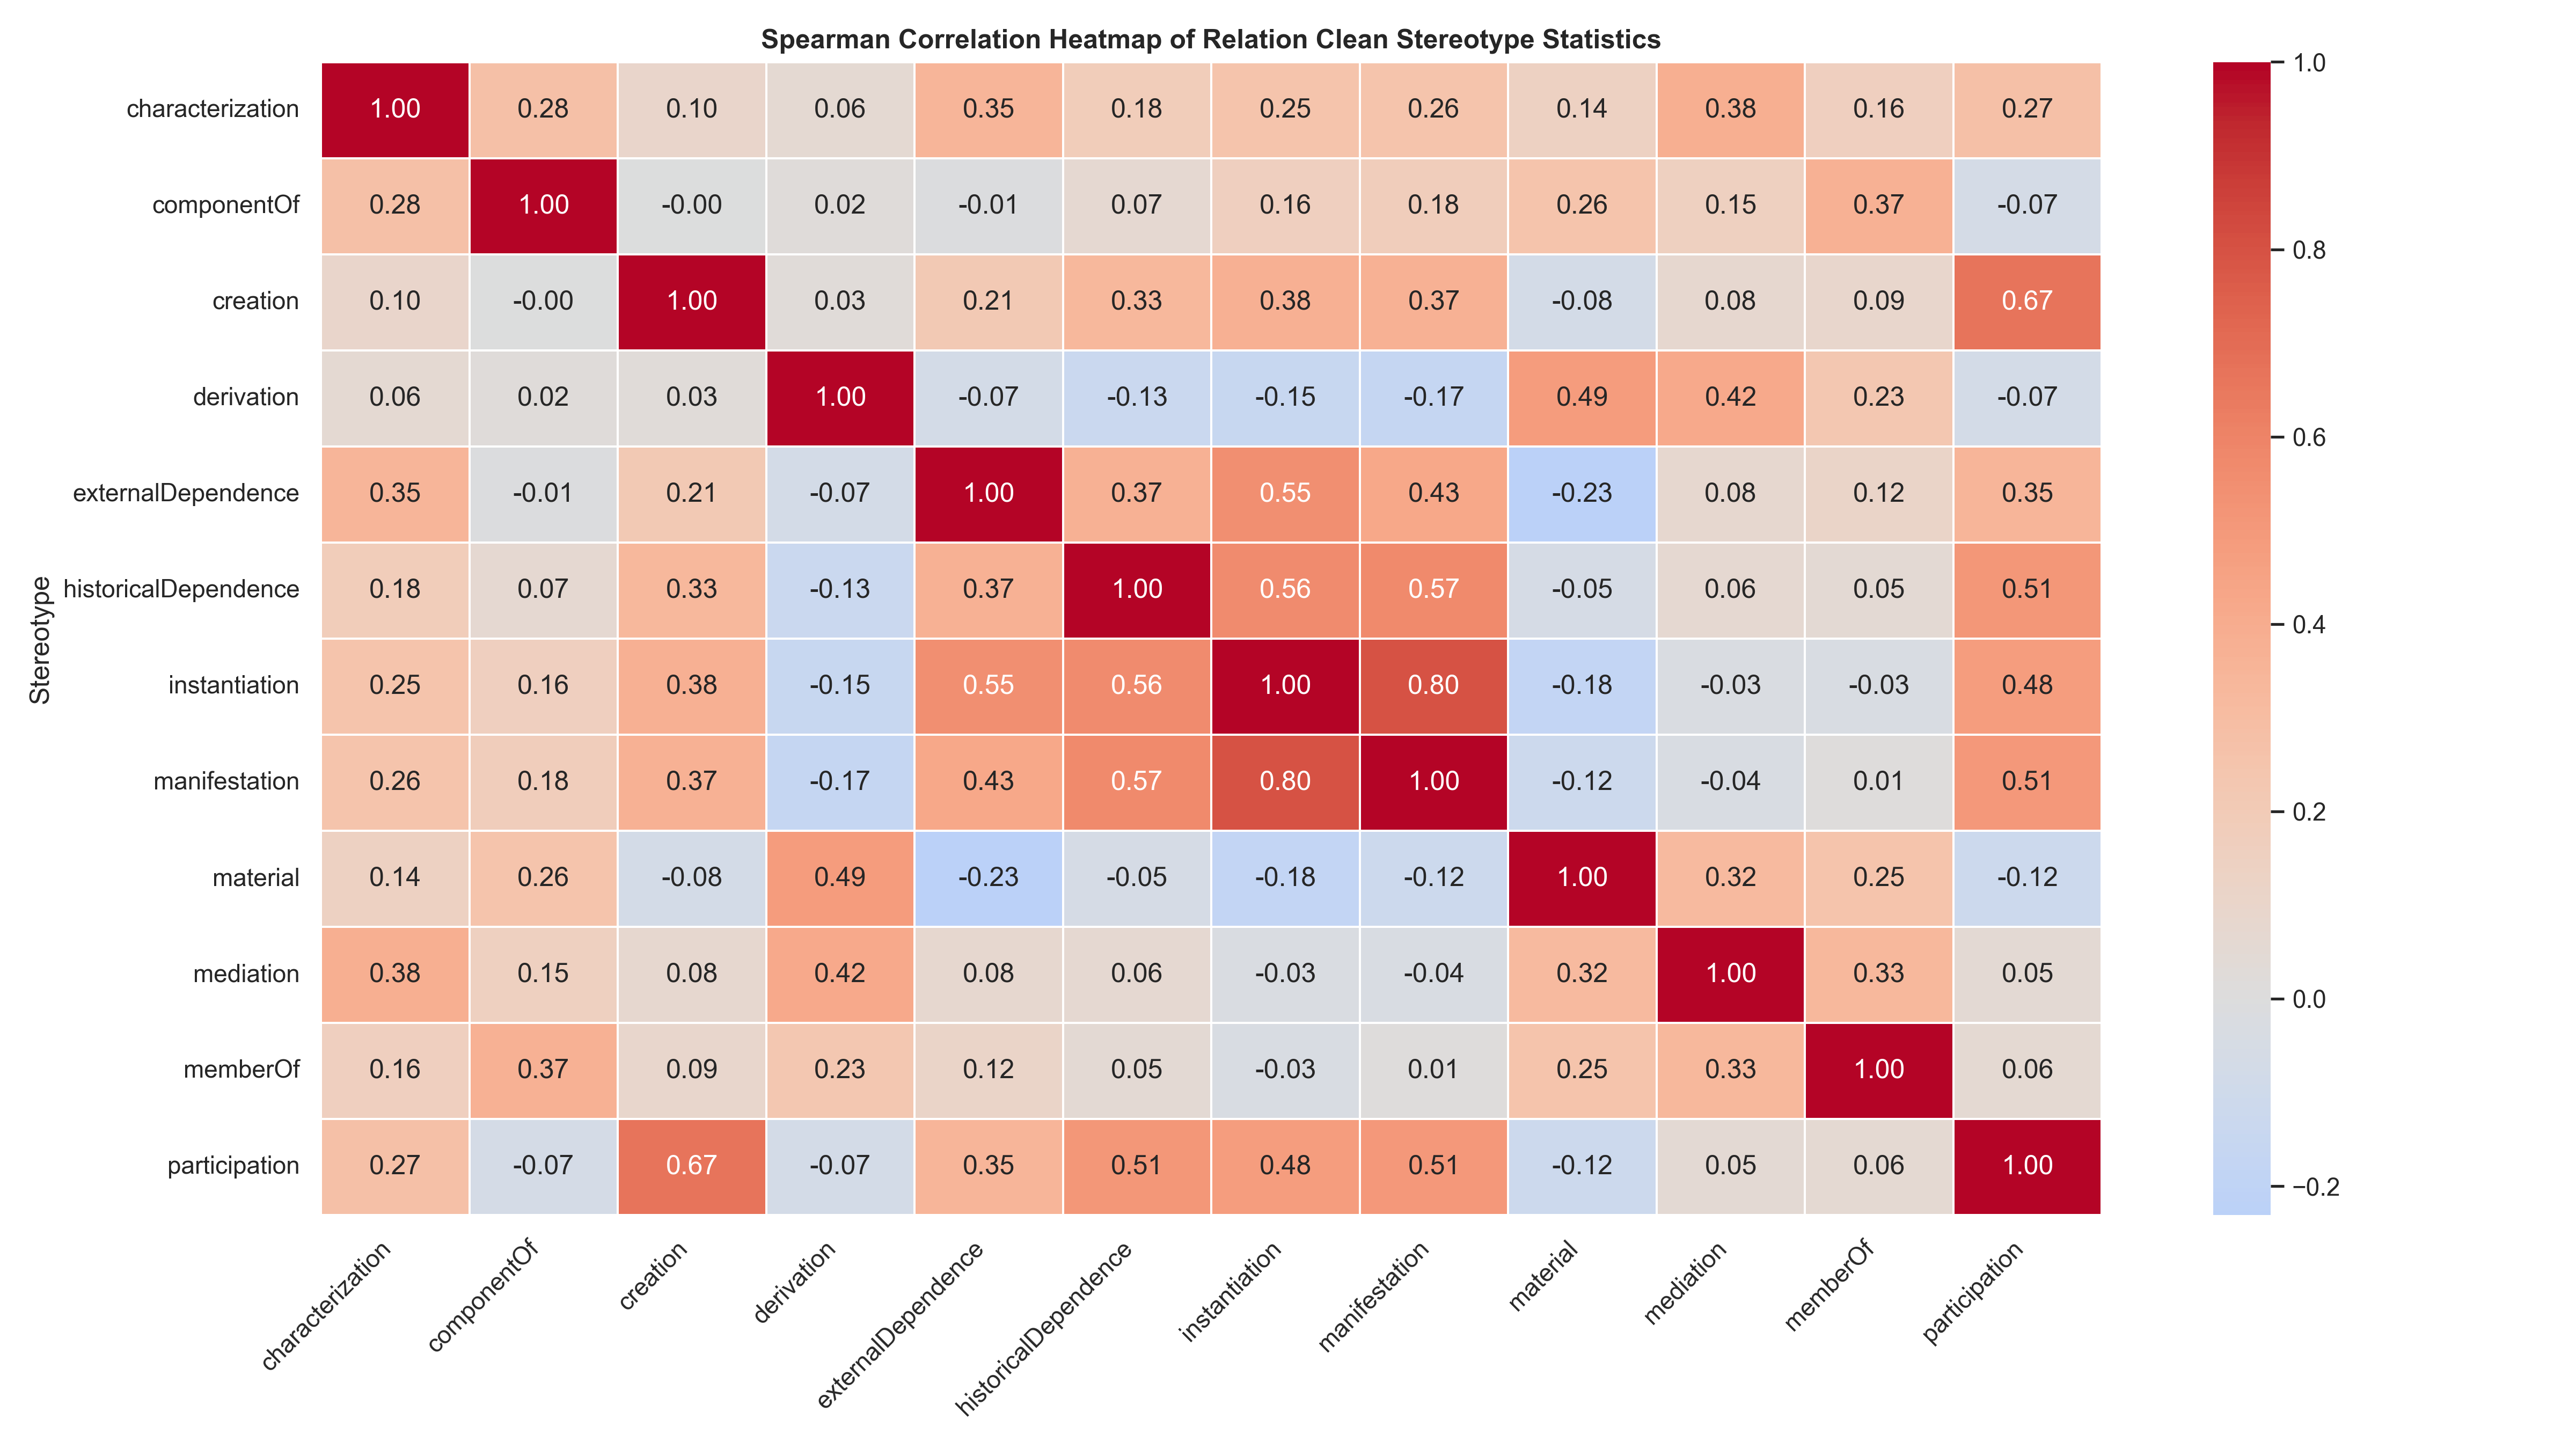 Spearman Correlation Heatmap of Relation Clean Stereotype Statistics
characterization 1.00 0.28 0.10 0.06 0.35 0.18 0.25 0.26 0.14 0.38 0.16 0.27
componentOf 0.28 1.00 -0.00 0.02 -0.01 0.07 0.16 0.18 0.26 0.15 0.37 -0.07
creation 0.10 -0.00 1.00 0.03 0.21 0.33 0.38 0.37 -0.08 0.08 0.09 0.67
derivation 0.06 0.02 0.03 1.00 -0.07 -0.13 -0.15 -0.17 0.49 0.42 0.23 -0.07
externalDependence 0.35 -0.01 0.21 -0.07 1.00 0.37 0.55 0.43 -0.23 0.08 0.12 0.35
historicalDependence 0.18 0.07 0.33 -0.13 0.37 1.00 0.56 0.57 -0.05 0.06 0.05 0.51
instantiation 0.25 0.16 0.38 -0.15 0.55 0.56 1.00 0.80 -0.18 -0.03 -0.03 0.48
manifestation 0.26 0.18 0.37 -0.17 0.43 0.57 0.80 1.00 -0.12 -0.04 0.01 0.51
material 0.14 0.26 -0.08 0.49 -0.23 -0.05 -0.18 -0.12 1.00 0.32 0.25 -0.12
mediation 0.38 0.15 0.08 0.42 0.08 0.06 -0.03 -0.04 0.32 1.00 0.33 0.05
memberOf 0.16 0.37 0.09 0.23 0.12 0.05 -0.03 0.01 0.25 0.33 1.00 0.06
participation 0.27 -0.07 0.67 -0.07 0.35 0.51 0.48 0.51 -0.12 0.05 0.06 1.00
Stereotype
characterization
componentOf
creation
derivation
externalDependence
historicalDependence
instantiation
manifestation
material
mediation
memberOf
participation
1.0
0.8
0.6
0.4
0.2
0.0
−0.2